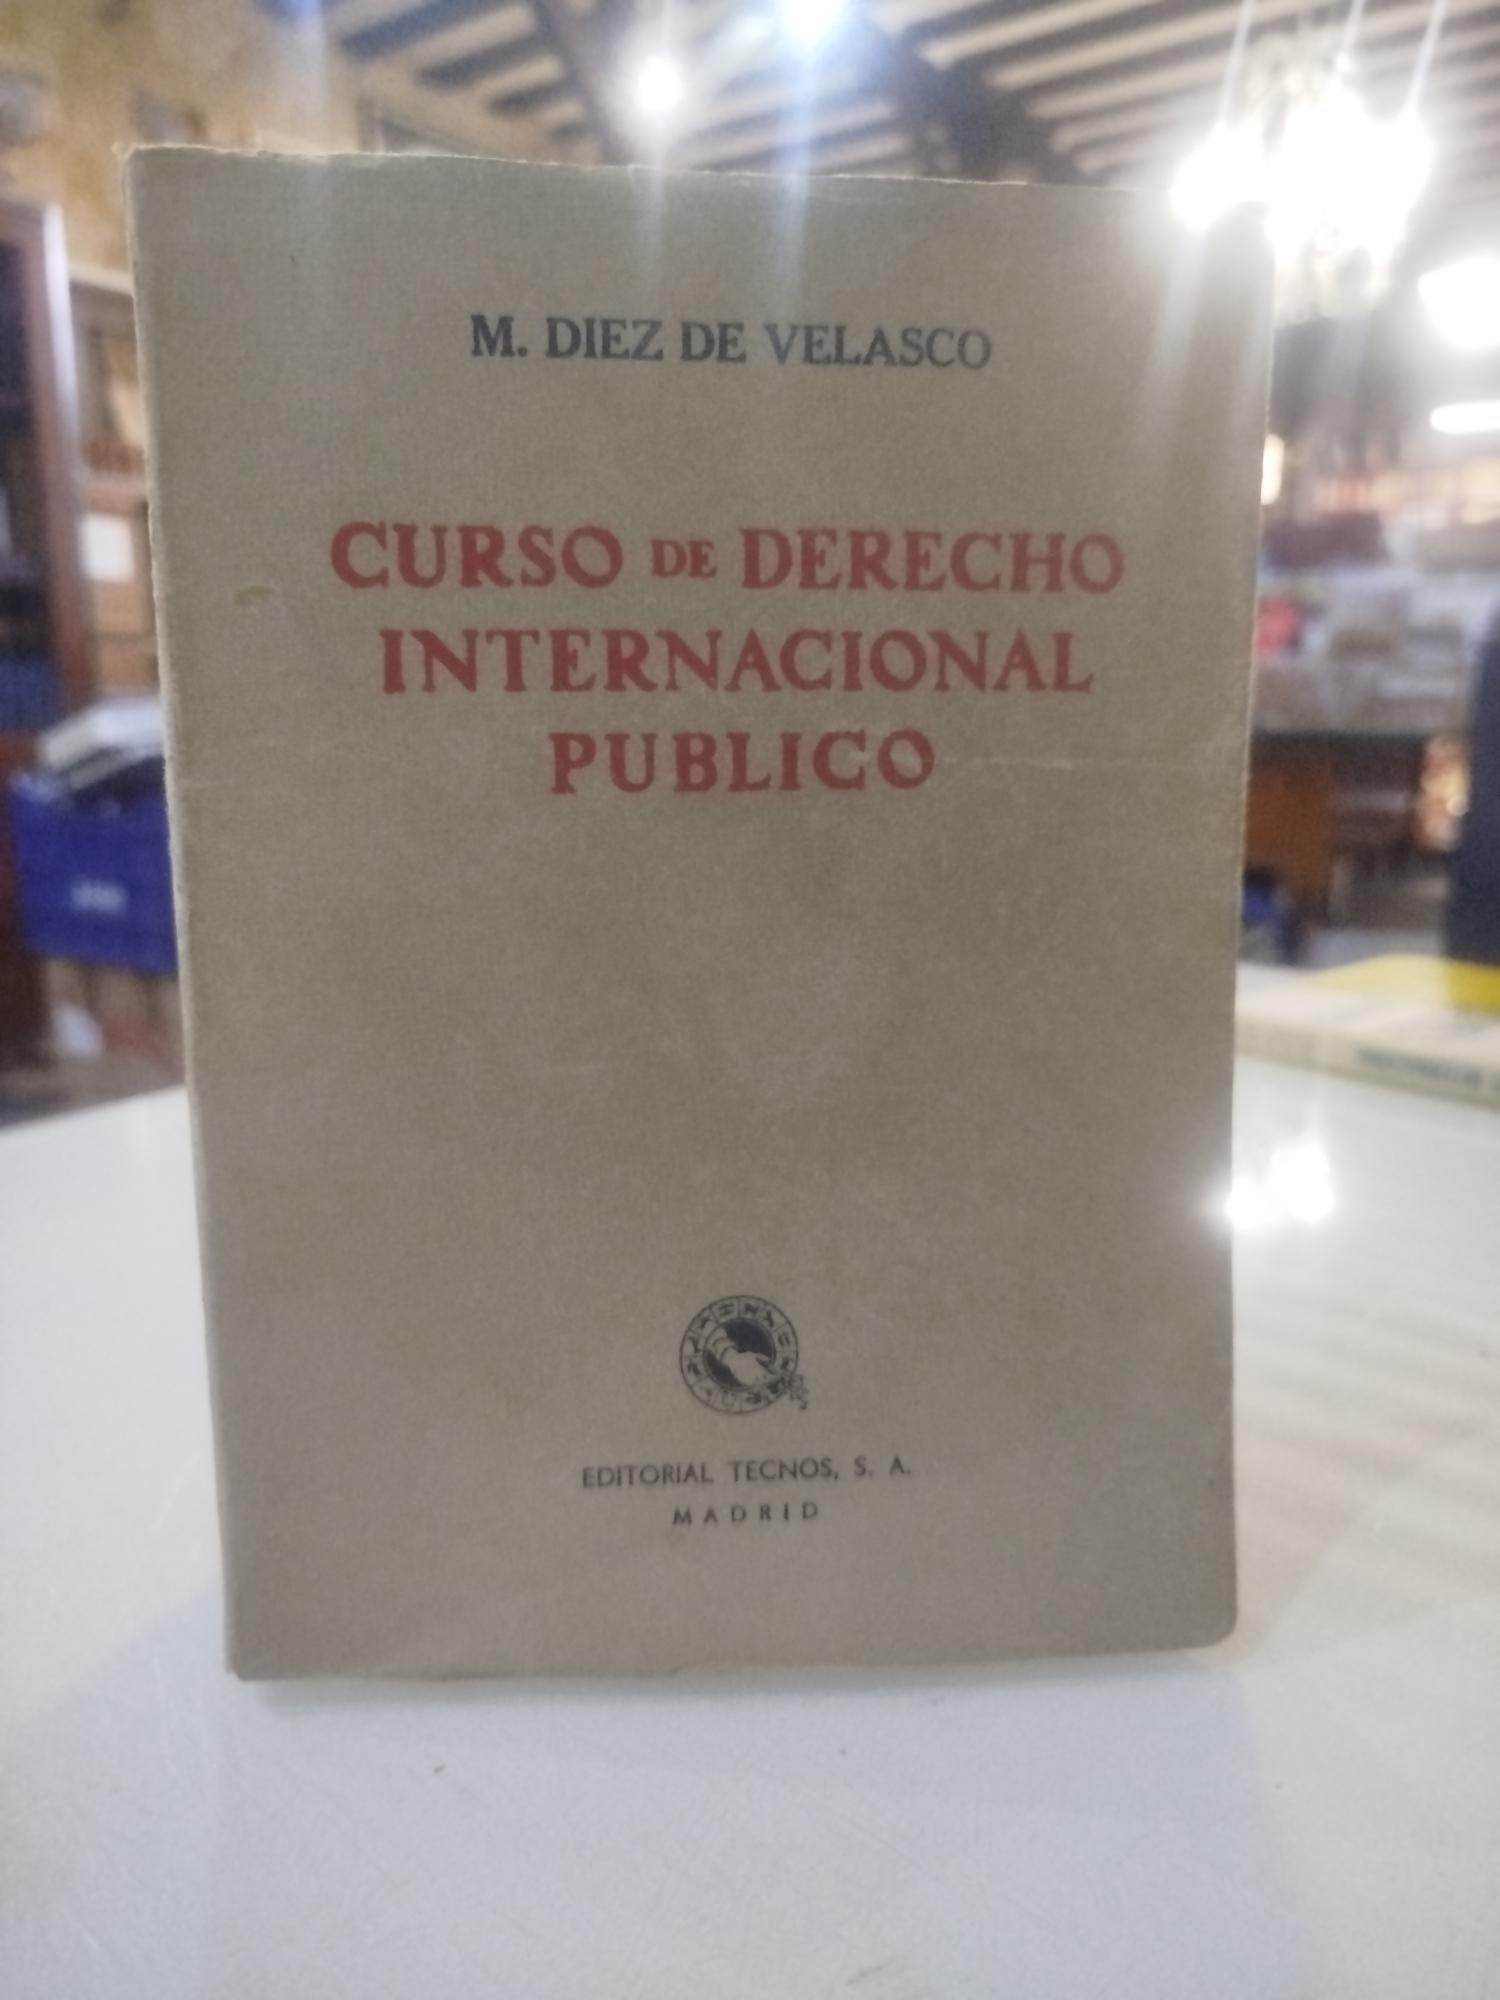 M. DIEZ DE VELASCO
CURSO DE DERECHO
INTERNACIONAL
PUBLICO
EDITORIAL TECNOS, S. A.
MADRID